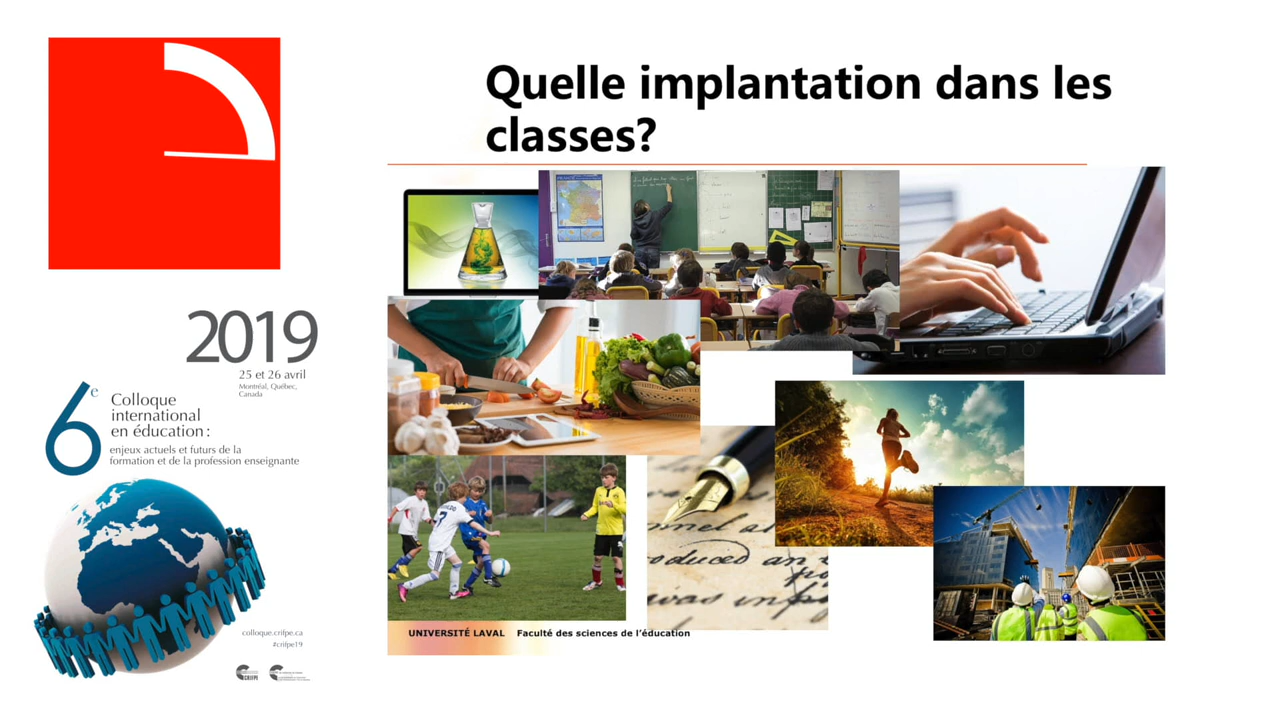 Quelle implantation dans les
classes?
2019
25 et 26 avril
Montréal, Québec,
Canada
6e
Colloque
international
en éducation :
enjeux actuels et futurs de la
formation et de la profession enseignante
colloque.crifpe.ca
#crifpe19
CRIFPE
UNIVERSITÉ LAVAL Faculté des sciences de l'éducation